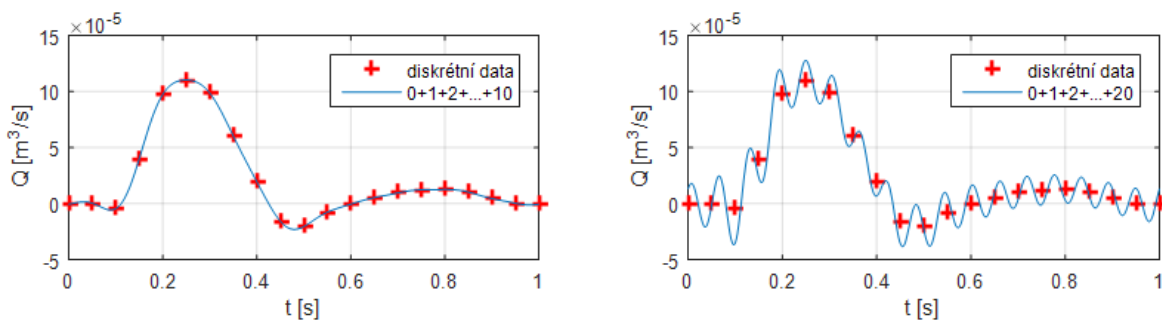 ×10⁻⁵
15
10
5
0
-5
Q [m³/s]
diskrétní data
0+1+2+...+10
0 0.2 0.4 0.6 0.8 1
t [s]
×10⁻⁵
15
10
5
0
-5
Q [m³/s]
diskrétní data
0+1+2+...+20
0 0.2 0.4 0.6 0.8 1
t [s]